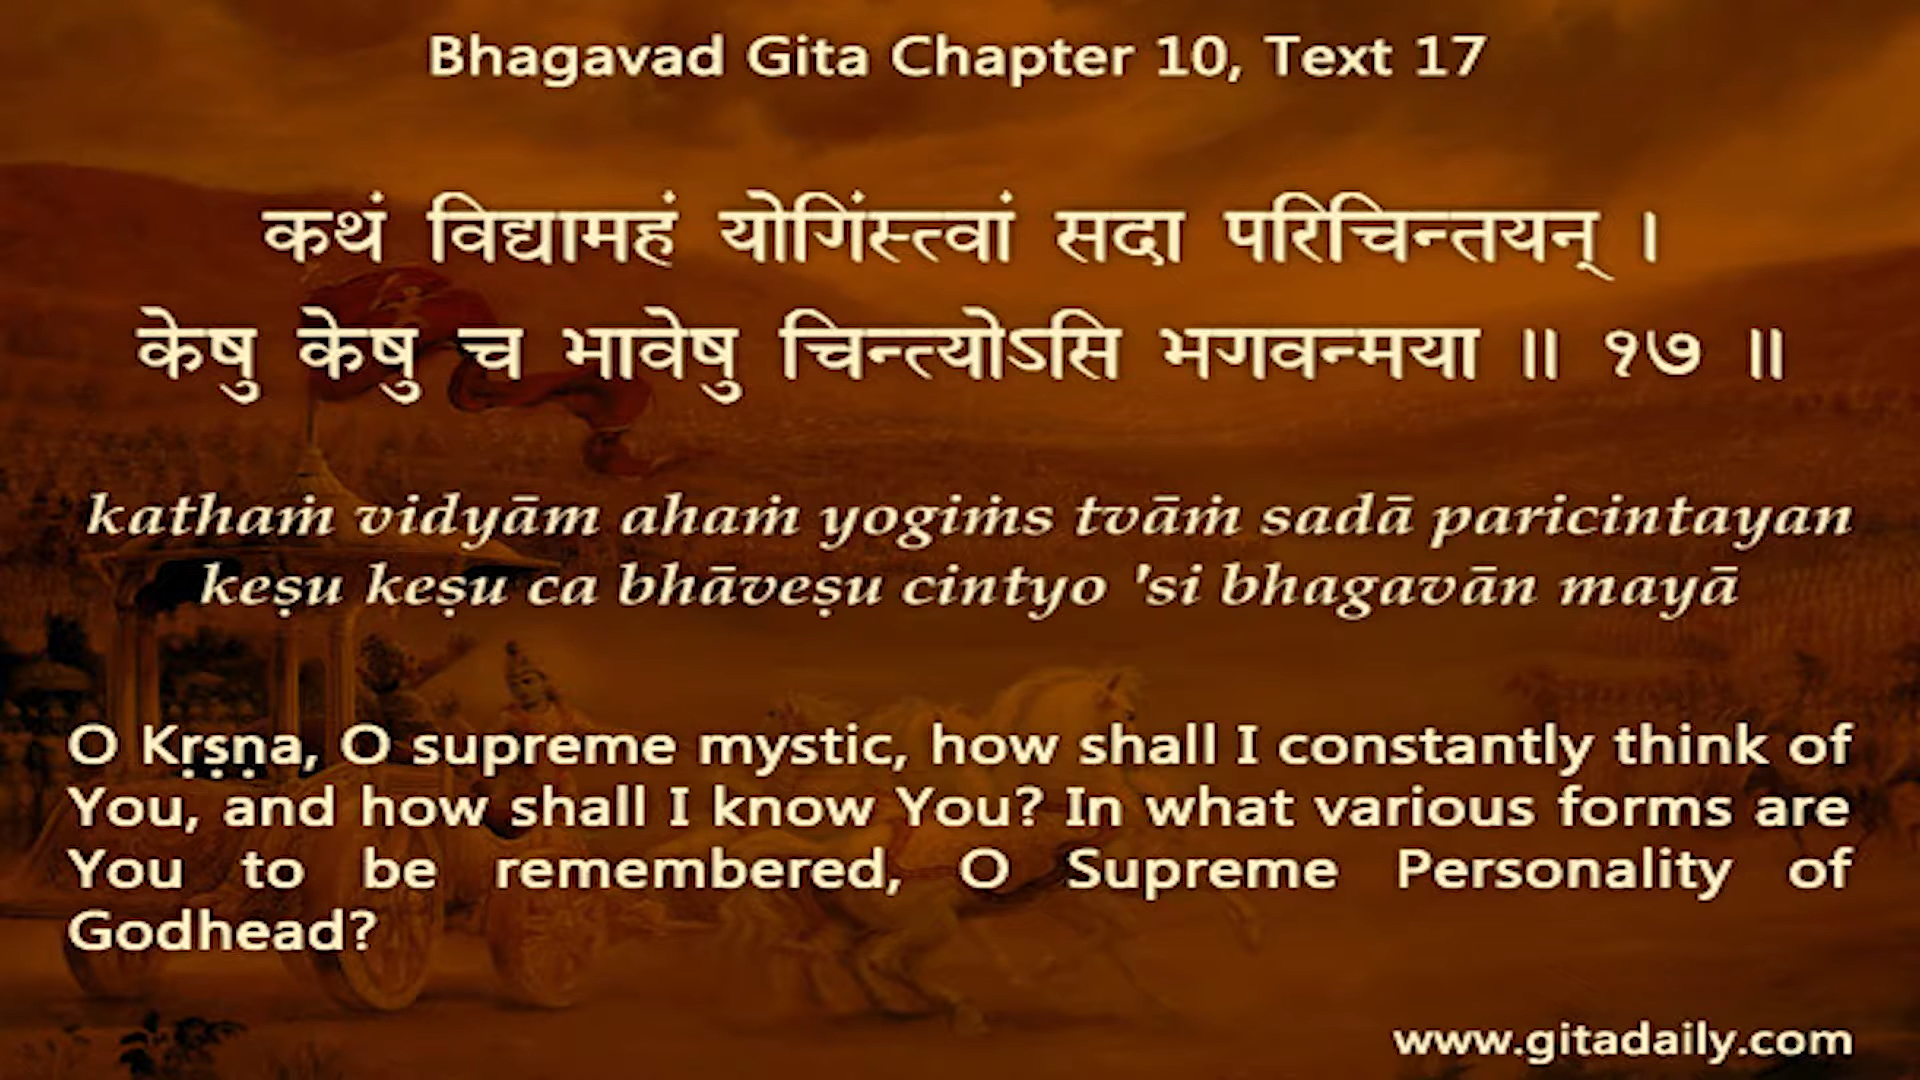 Bhagavad Gita Chapter 10, Text 17
कथं विद्यामहं योगिंस्त्वां सदा परिचिन्तयन् ।
केषु केषु च भावेषु चिन्त्योऽसि भगवन्मया ॥ १७ ॥
kathaṁ vidyām ahaṁ yogiṁs tvāṁ sadā paricintayan
keṣu keṣu ca bhāveṣu cintyo 'si bhagavān mayā
O Kṛṣṇa, O supreme mystic, how shall I constantly think of
You, and how shall I know You? In what various forms are
You to be remembered, O Supreme Personality of
Godhead?
www.gitadaily.com